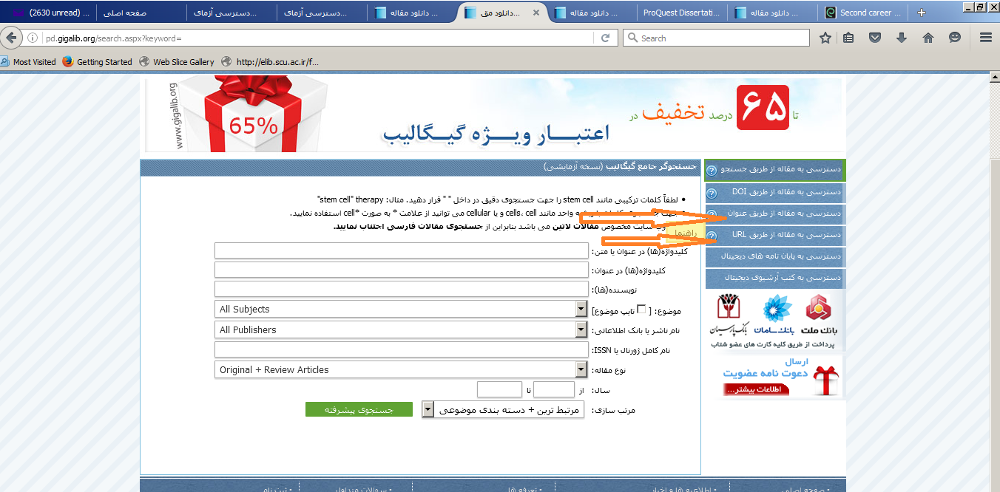 (2630 unread) ...
صفحه اصلی
دسترسی آزمای...
دسترسی آزمای...
دانلود مقاله ...
دانلود مق...
دانلود مقاله ...
ProQuest Dissertati...
دانلود مقاله ...
Second career ...
pd.gigalib.org/search.aspx?keyword=
Search
Most Visited
Getting Started
Web Slice Gallery
http://elib.scu.ac.ir/f...
www.gigalib.org
65%
تا ۶۵ درصد تخفیف در
اعتبار ویژه گیگالیب
جستجوگر جامع گیگالیب (نسخه آزمایشی)
• لطفاً کلمات ترکیبی مانند stem cell را جهت جستجوی دقیق در داخل " " قرار دهید. مثال: stem cell" therapy"
واحد مانند cells، cell و یا cellular می توانید از علامت * به صورت *cell استفاده نمایید.
وب سایت مخصوص مقالات لاتین می باشد بنابراین از جستجوی مقالات فارسی اجتناب نمایید.
راهنما
کلیدواژه(ها) در عنوان یا متن:
کلیدواژه(ها) در عنوان:
نویسنده(ها):
موضوع: [ تایپ موضوع]
All Subjects
نام ناشر یا بانک اطلاعاتی:
All Publishers
نام کامل ژورنال یا ISSN:
نوع مقاله:
Original + Review Articles
سال: از تا
مرتب سازی:
مرتبط ترین + دسته بندی موضوعی
جستجوی پیشرفته
دسترسی به مقاله از طریق جستجو
دسترسی به مقاله از طریق DOI
دسترسی به مقاله از طریق عنوان
دسترسی به مقاله از طریق URL
دسترسی به پایان نامه های دیجیتال
دسترسی به کتب آرشیوی دیجیتال
بانک ملت
بانک سامان
بانک پارسیان
پرداخت از طریق کلیه کارت های عضو شتاب
ارسال
دعوت نامه عضویت
اطلاعات بیشتر...
• صفحه اصلی
• اطلاعیه ها و اخبار
• تعرفه ها
• سوالات متداول
• ثبت نام